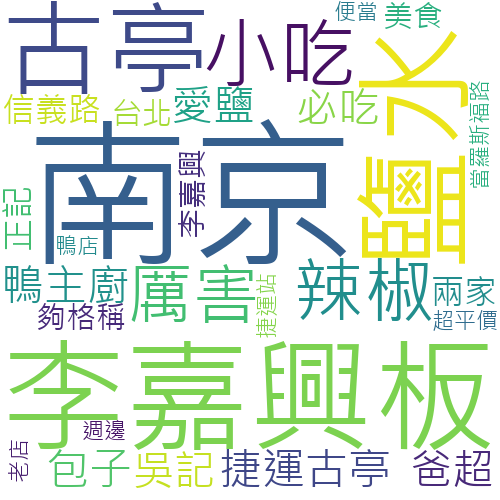 古亭
小吃
便當
美食
信義路
台北
愛鹽
必吃
鹽水
當羅斯福路
南京
李嘉興
正記
鴨店
鴨主廚
厲害
辣椒
兩家
夠格稱
捷運站
超平價
李嘉興板
週邊
老店
包子
吳記
捷運古亭
爸超